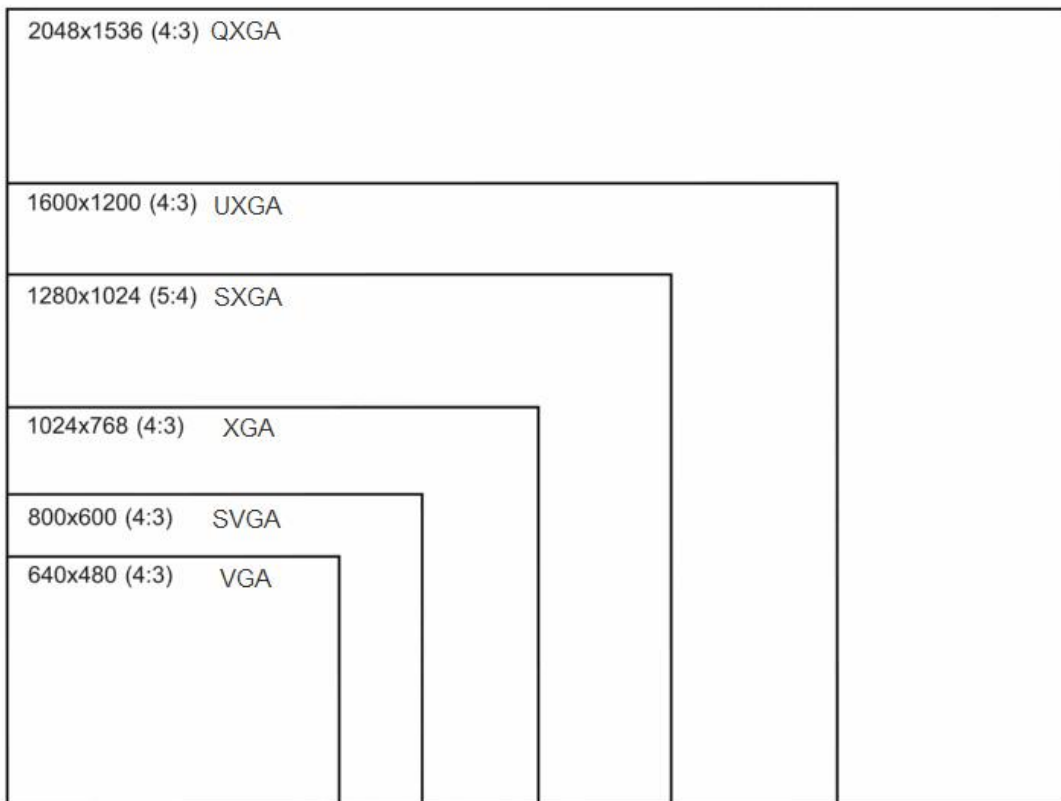 2048x1536 (4:3) QXGA
1600x1200 (4:3) UXGA
1280x1024 (5:4) SXGA
1024x768 (4:3) XGA
800x600 (4:3) SVGA
640x480 (4:3) VGA